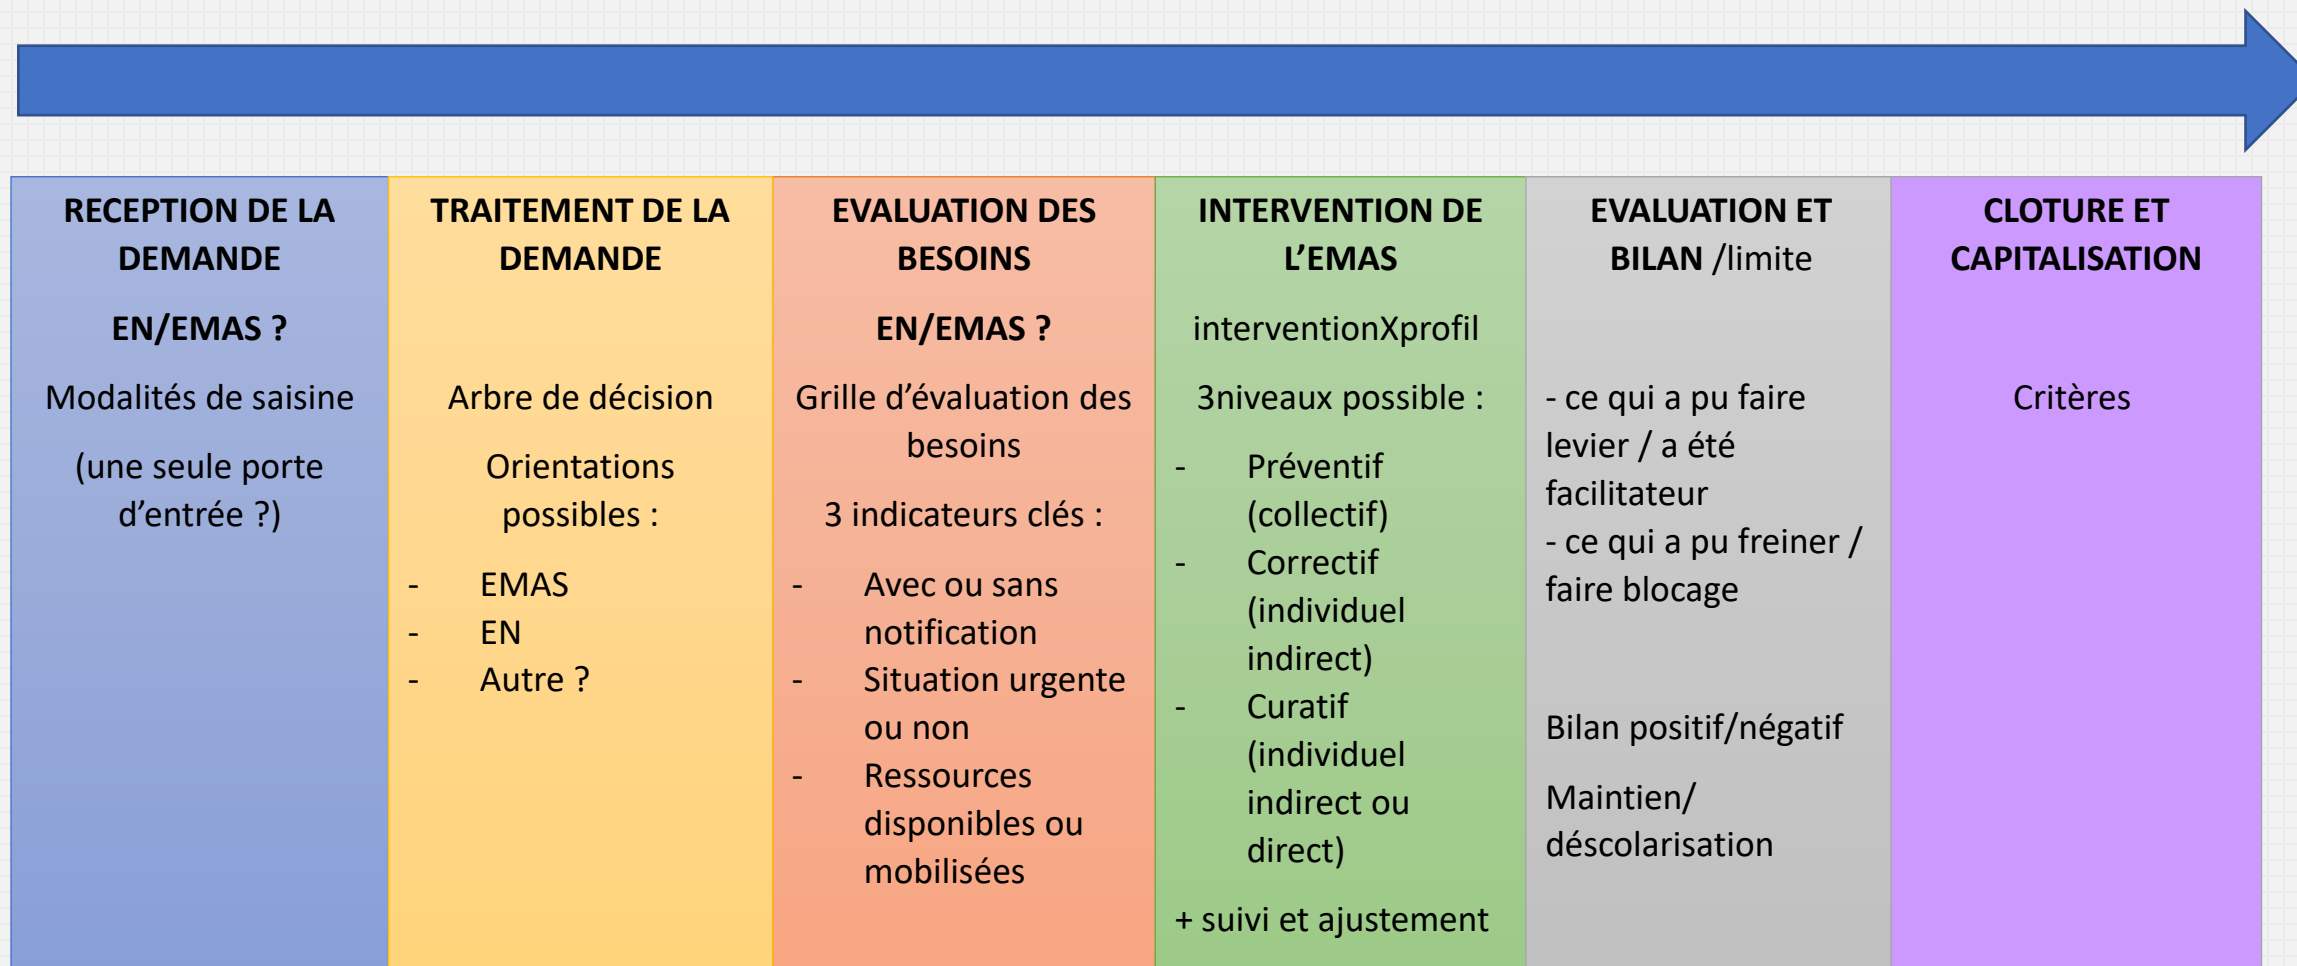 RECEPTION DE LA
DEMANDE
EN/EMAS ?
Modalités de saisine
(une seule porte
d’entrée ?)
TRAITEMENT DE LA
DEMANDE
Arbre de décision
Orientations
possibles :
- EMAS
- EN
- Autre ?
EVALUATION DES
BESOINS
EN/EMAS ?
Grille d’évaluation des
besoins
3 indicateurs clés :
- Avec ou sans
notification
- Situation urgente
ou non
- Ressources
disponibles ou
mobilisées
INTERVENTION DE
L’EMAS
interventionXprofil
3niveaux possible :
- Préventif
(collectif)
- Correctif
(individuel
indirect)
- Curatif
(individuel
indirect ou
direct)
+ suivi et ajustement
EVALUATION ET
BILAN /limite
- ce qui a pu faire
levier / a été
facilitateur
- ce qui a pu freiner /
faire blocage
Bilan positif/négatif
Maintien/
déscolarisation
CLOTURE ET
CAPITALISATION
Critères